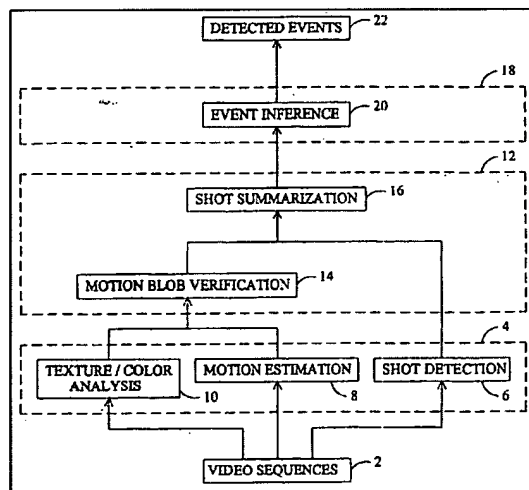 DETECTED EVENTS
22
18
EVENT INFERENCE
20
12
SHOT SUMMARIZATION
16
MOTION BLOB VERIFICATION
14
4
TEXTURE / COLOR
ANALYSIS
10
MOTION ESTIMATION
8
SHOT DETECTION
6
VIDEO SEQUENCES
2